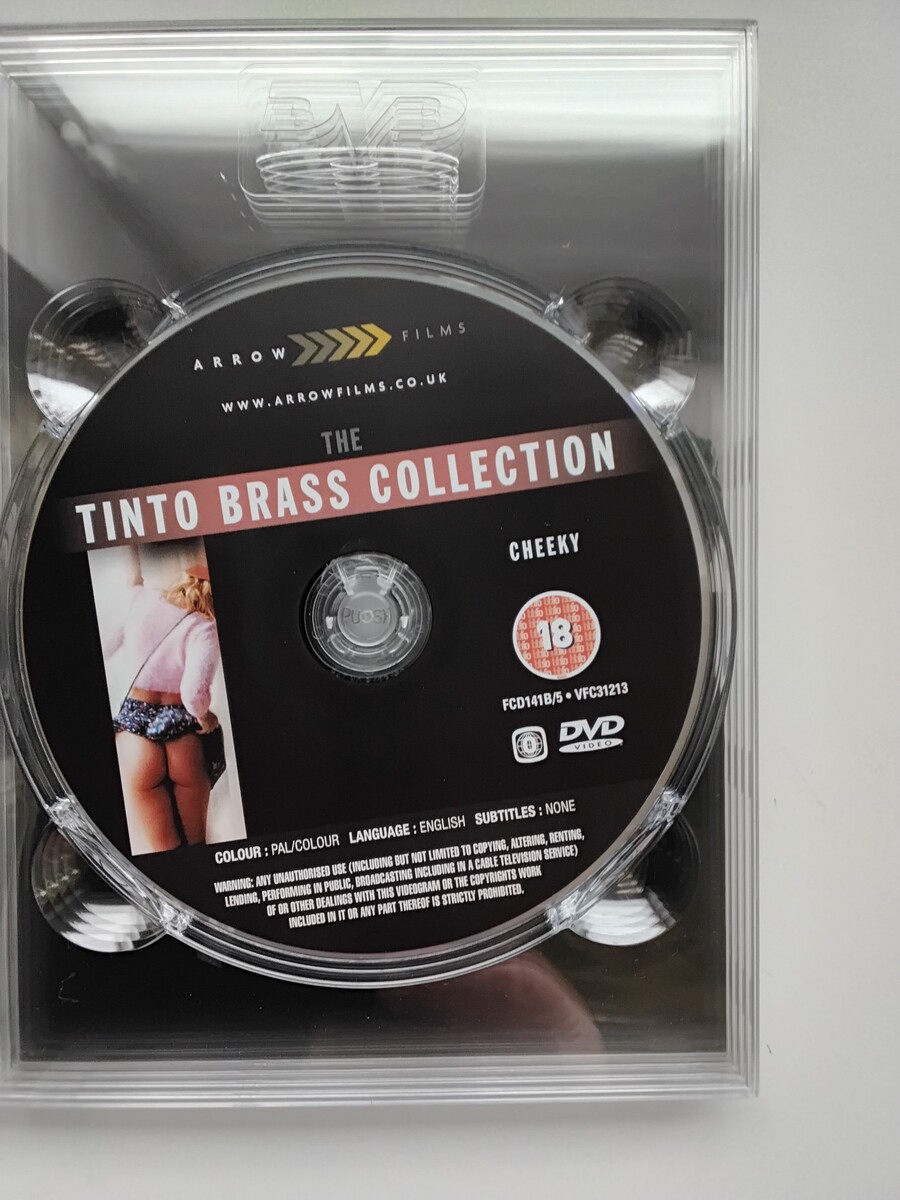 DVD
ARROW FILMS
WWW.ARROWFILMS.CO.UK
THE
TINTO BRASS COLLECTION
CHEEKY
PUSH
18
FCD141B/5 • VFC31213
0
DVD
VIDEO
COLOUR : PAL/COLOUR LANGUAGE : ENGLISH SUBTITLES : NONE
WARNING: ANY UNAUTHORISED USE (INCLUDING BUT NOT LIMITED TO COPYING, ALTERING, RENTING,
LENDING, PERFORMING IN PUBLIC, BROADCASTING INCLUDING IN A CABLE TELEVISION SERVICE)
OF OR OTHER DEALINGS WITH THIS VIDEOGRAM OR THE COPYRIGHTS WORK
INCLUDED IN IT OR ANY PART THEREOF IS STRICTLY PROHIBITED.